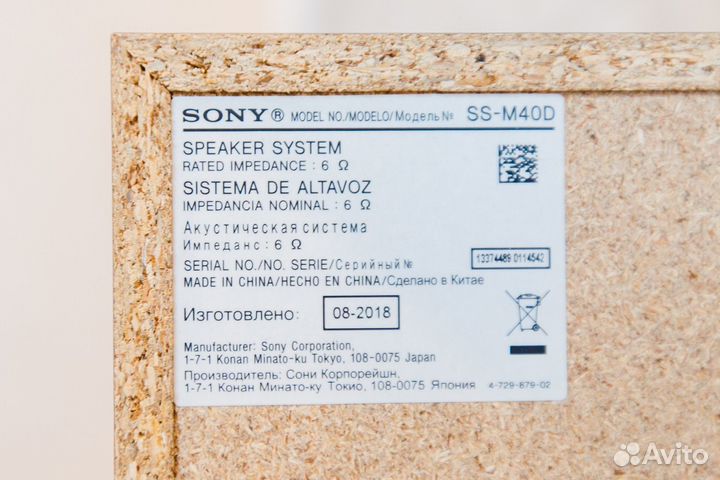 SONY® MODEL NO./MODELO/Модель № SS-M40D
SPEAKER SYSTEM
RATED IMPEDANCE : 6 Ω
SISTEMA DE ALTAVOZ
IMPEDANCIA NOMINAL : 6 Ω
Акустическая система
Импеданс : 6 Ω
SERIAL NO./NO. SERIE/Серийный № 13374489 0114542
MADE IN CHINA/HECHO EN CHINA/Сделано в Китае
Изготовлено: 08-2018
Manufacturer: Sony Corporation,
1-7-1 Konan Minato-ku Tokyo, 108-0075 Japan
Производитель: Сони Корпорейшн,
1-7-1 Конан Минато-ку Токио, 108-0075 Япония 4-729-879-02
Avito